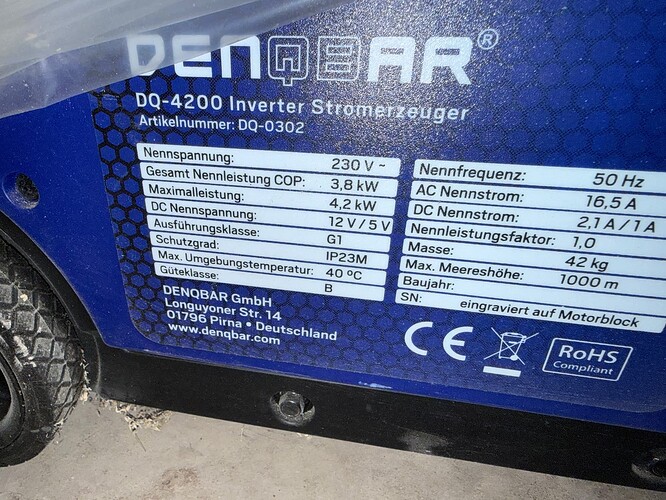 DENQBAR®
DQ-4200 Inverter Stromerzeuger
Artikelnummer: DQ-0302
Nennspannung: 230 V ~
Gesamt Nennleistung COP: 3,8 kW
Maximalleistung: 4,2 kW
DC Nennspannung: 12 V / 5 V
Ausführungsklasse: G1
Schutzgrad: IP23M
Max. Umgebungstemperatur: 40 °C
Güteklasse: B
Nennfrequenz: 50 Hz
AC Nennstrom: 16,5 A
DC Nennstrom: 2,1 A / 1 A
Nennleistungsfaktor: 1,0
Masse: 42 kg
Max. Meereshöhe: 1000 m
Baujahr:
SN: eingraviert auf Motorblock
DENQBAR GmbH
Longuyoner Str. 14
01796 Pirna • Deutschland
www.denqbar.com
CE
RoHS
Compliant